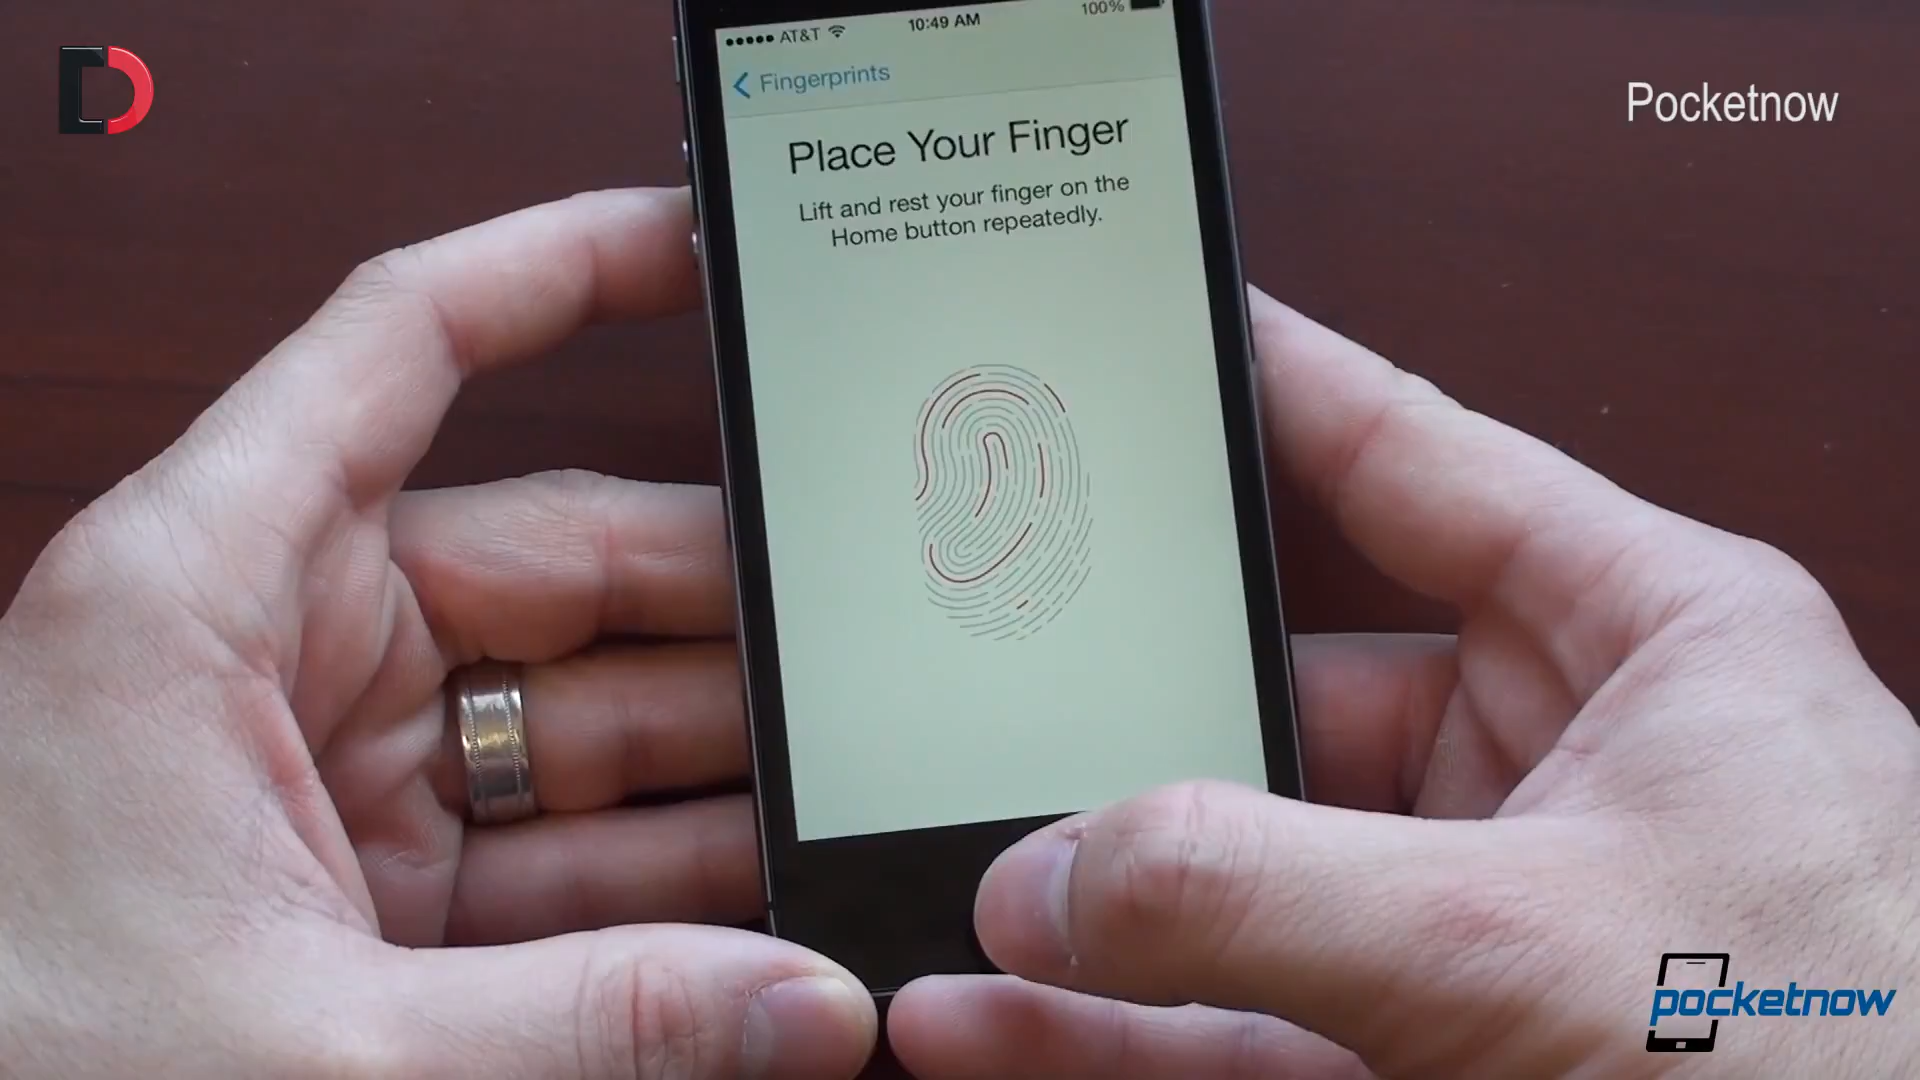 AT&T 10:49 AM 100%
Fingerprints
Place Your Finger
Lift and rest your finger on the
Home button repeatedly.
Pocketnow
pocketnow